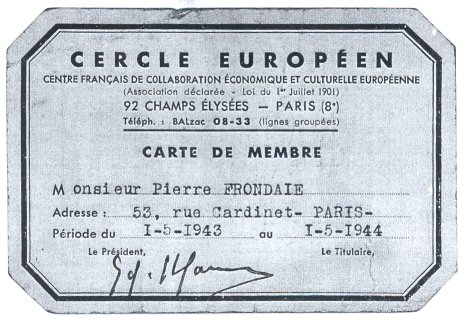 CERCLE EUROPÉEN
CENTRE FRANÇAIS DE COLLABORATION ÉCONOMIQUE ET CULTURELLE EUROPÉENNE
(Association déclarée - Loi du 1er Juillet 1901)
92 CHAMPS ÉLYSÉES — PARIS (8e)
Téléph. : BALzac 08-33 (lignes groupées)
CARTE DE MEMBRE
Monsieur Pierre FRONDAIE
Adresse : 53, rue Cardinet- PARIS-
Période du I-5-1943 au I-5-1944
Le Président, Le Titulaire,